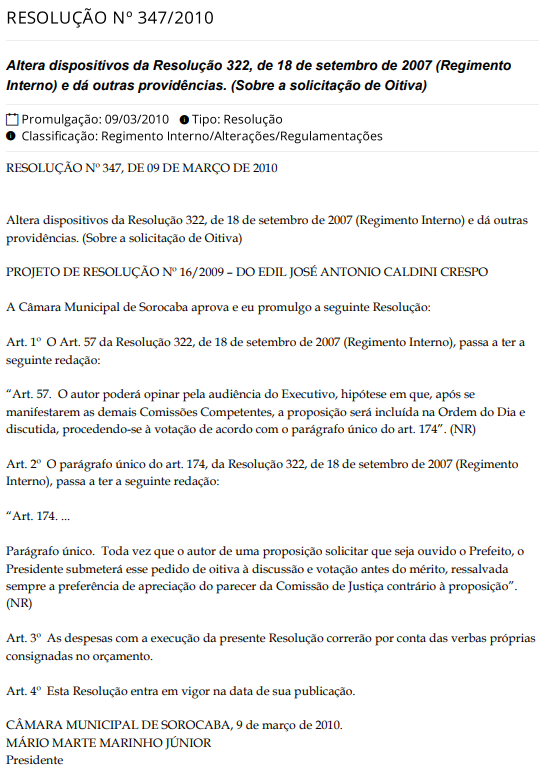 RESOLUÇÃO Nº 347/2010
Altera dispositivos da Resolução 322, de 18 de setembro de 2007 (Regimento
Interno) e dá outras providências. (Sobre a solicitação de Oitiva)
Promulgação: 09/03/2010 Tipo: Resolução
Classificação: Regimento Interno/Alterações/Regulamentações
RESOLUÇÃO Nº 347, DE 09 DE MARÇO DE 2010
Altera dispositivos da Resolução 322, de 18 de setembro de 2007 (Regimento Interno) e dá outras
providências. (Sobre a solicitação de Oitiva)
PROJETO DE RESOLUÇÃO Nº 16/2009 – DO EDIL JOSÉ ANTONIO CALDINI CRESPO
A Câmara Municipal de Sorocaba aprova e eu promulgo a seguinte Resolução:
Art. 1º O Art. 57 da Resolução 322, de 18 de setembro de 2007 (Regimento Interno), passa a ter a
seguinte redação:
“Art. 57. O autor poderá opinar pela audiência do Executivo, hipótese em que, após se
manifestarem as demais Comissões Competentes, a proposição será incluída na Ordem do Dia e
discutida, procedendo-se à votação de acordo com o parágrafo único do art. 174”. (NR)
Art. 2º O parágrafo único do art. 174, da Resolução 322, de 18 de setembro de 2007 (Regimento
Interno), passa a ter a seguinte redação:
“Art. 174. ...
Parágrafo único. Toda vez que o autor de uma proposição solicitar que seja ouvido o Prefeito, o
Presidente submeterá esse pedido de oitiva à discussão e votação antes do mérito, ressalvada
sempre a preferência de apreciação do parecer da Comissão de Justiça contrário à proposição”.
(NR)
Art. 3º As despesas com a execução da presente Resolução correrão por conta das verbas próprias
consignadas no orçamento.
Art. 4º Esta Resolução entra em vigor na data de sua publicação.
CÂMARA MUNICIPAL DE SOROCABA, 9 de março de 2010.
MÁRIO MARTE MARINHO JÚNIOR
Presidente